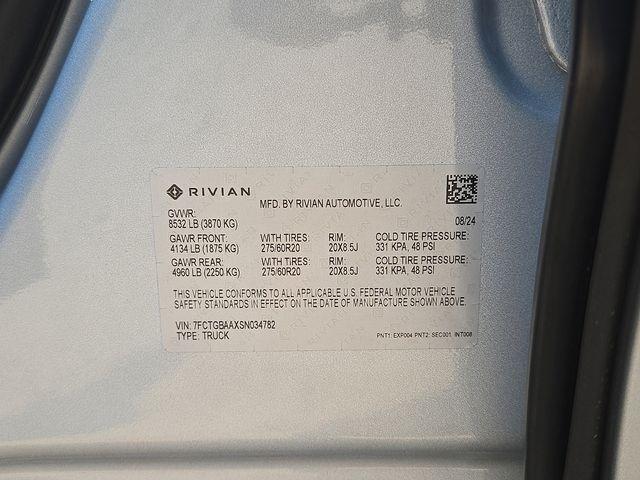 RIVIAN
MFD. BY RIVIAN AUTOMOTIVE, LLC.
GVWR:
8532 LB (3870 KG)
08/24
GAWR FRONT: WITH TIRES: RIM: COLD TIRE PRESSURE:
4134 LB (1875 KG) 275/60R20 20X8.5J 331 KPA, 48 PSI
GAWR REAR: WITH TIRES: RIM: COLD TIRE PRESSURE:
4960 LB (2250 KG) 275/60R20 20X8.5J 331 KPA, 48 PSI
THIS VEHICLE CONFORMS TO ALL APPLICABLE U.S. FEDERAL MOTOR VEHICLE
SAFETY STANDARDS IN EFFECT ON THE DATE OF MANUFACTURE SHOWN ABOVE.
VIN: 7FCTGBAAXSN034782
TYPE: TRUCK
PNT1: EXP004 PNT2: SEC001 INT008